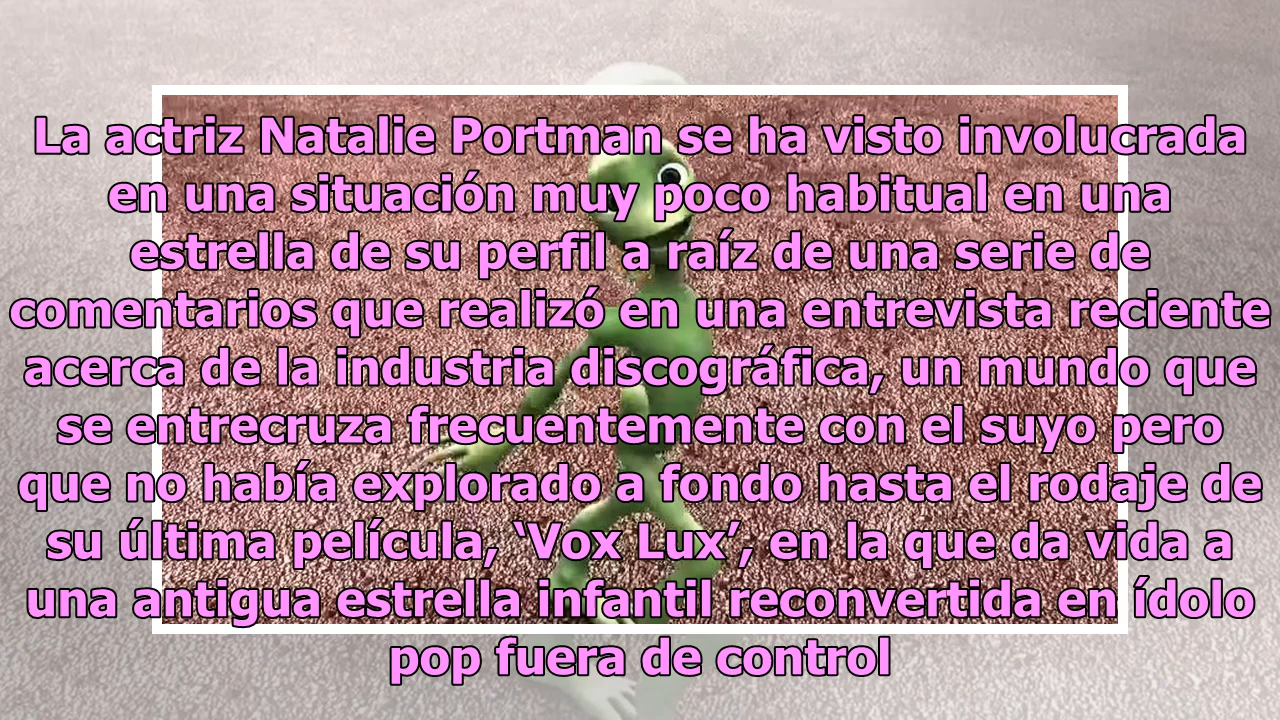 La actriz Natalie Portman se ha visto involucrada
en una situación muy poco habitual en una
estrella de su perfil a raíz de una serie de
comentarios que realizó en una entrevista reciente
acerca de la industria discográfica, un mundo que
se entrecruza frecuentemente con el suyo pero
que no había explorado a fondo hasta el rodaje de
su última película, ‘Vox Lux’, en la que da vida a
una antigua estrella infantil reconvertida en ídolo
pop fuera de control